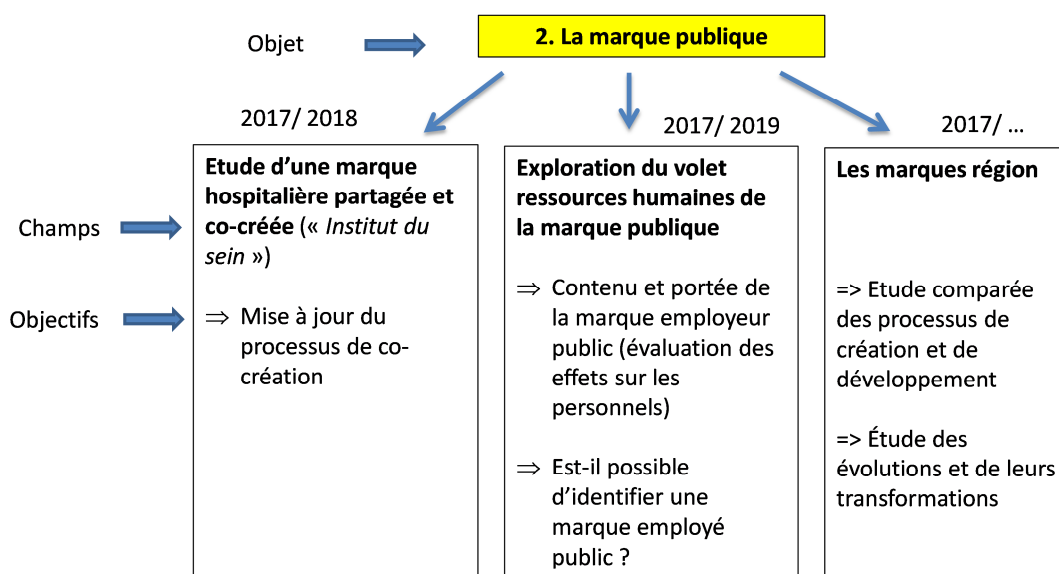 Objet
2. La marque publique
2017/ 2018
2017/ 2019
2017/ ...
Champs
Objectifs
Etude d’une marque
hospitalière partagée et
co-créée (« Institut du
sein »)
⇒ Mise à jour du
processus de co-
création
Exploration du volet
ressources humaines de
la marque publique
⇒ Contenu et portée de
la marque employeur
public (évaluation des
effets sur les
personnels)
⇒ Est-il possible
d’identifier une
marque employé
public ?
Les marques région
=> Etude comparée
des processus de
création et de
développement
=> Étude des
évolutions et de leurs
transformations